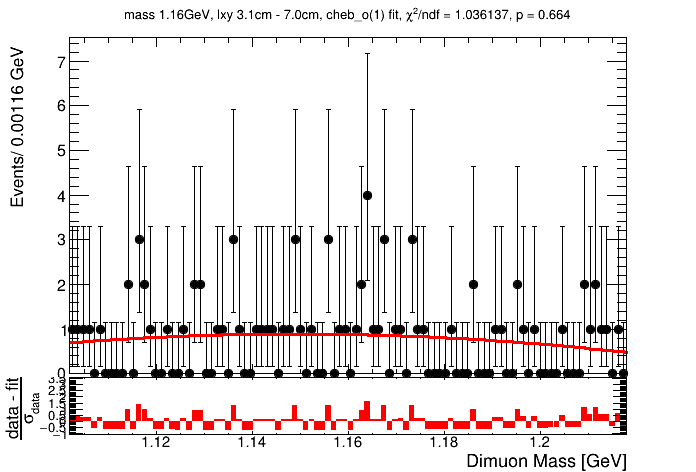 mass 1.16GeV, lxy 3.1cm - 7.0cm, cheb_o(1) fit, χ²/ndf = 1.036137, p = 0.664
Events/ 0.00116 GeV
7
6
5
4
3
2
1
0
data - fit
σdata
1.12
1.14
1.16
1.18
1.2
Dimuon Mass [GeV]